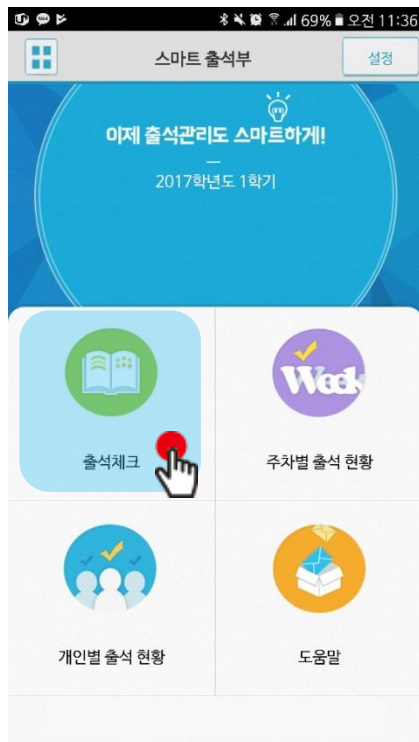 69% 오전 11:36
스마트 출석부
설정
이제 출석관리도 스마트하게!
2017학년도 1학기
Week
출석체크
주차별 출석 현황
개인별 출석 현황
도움말